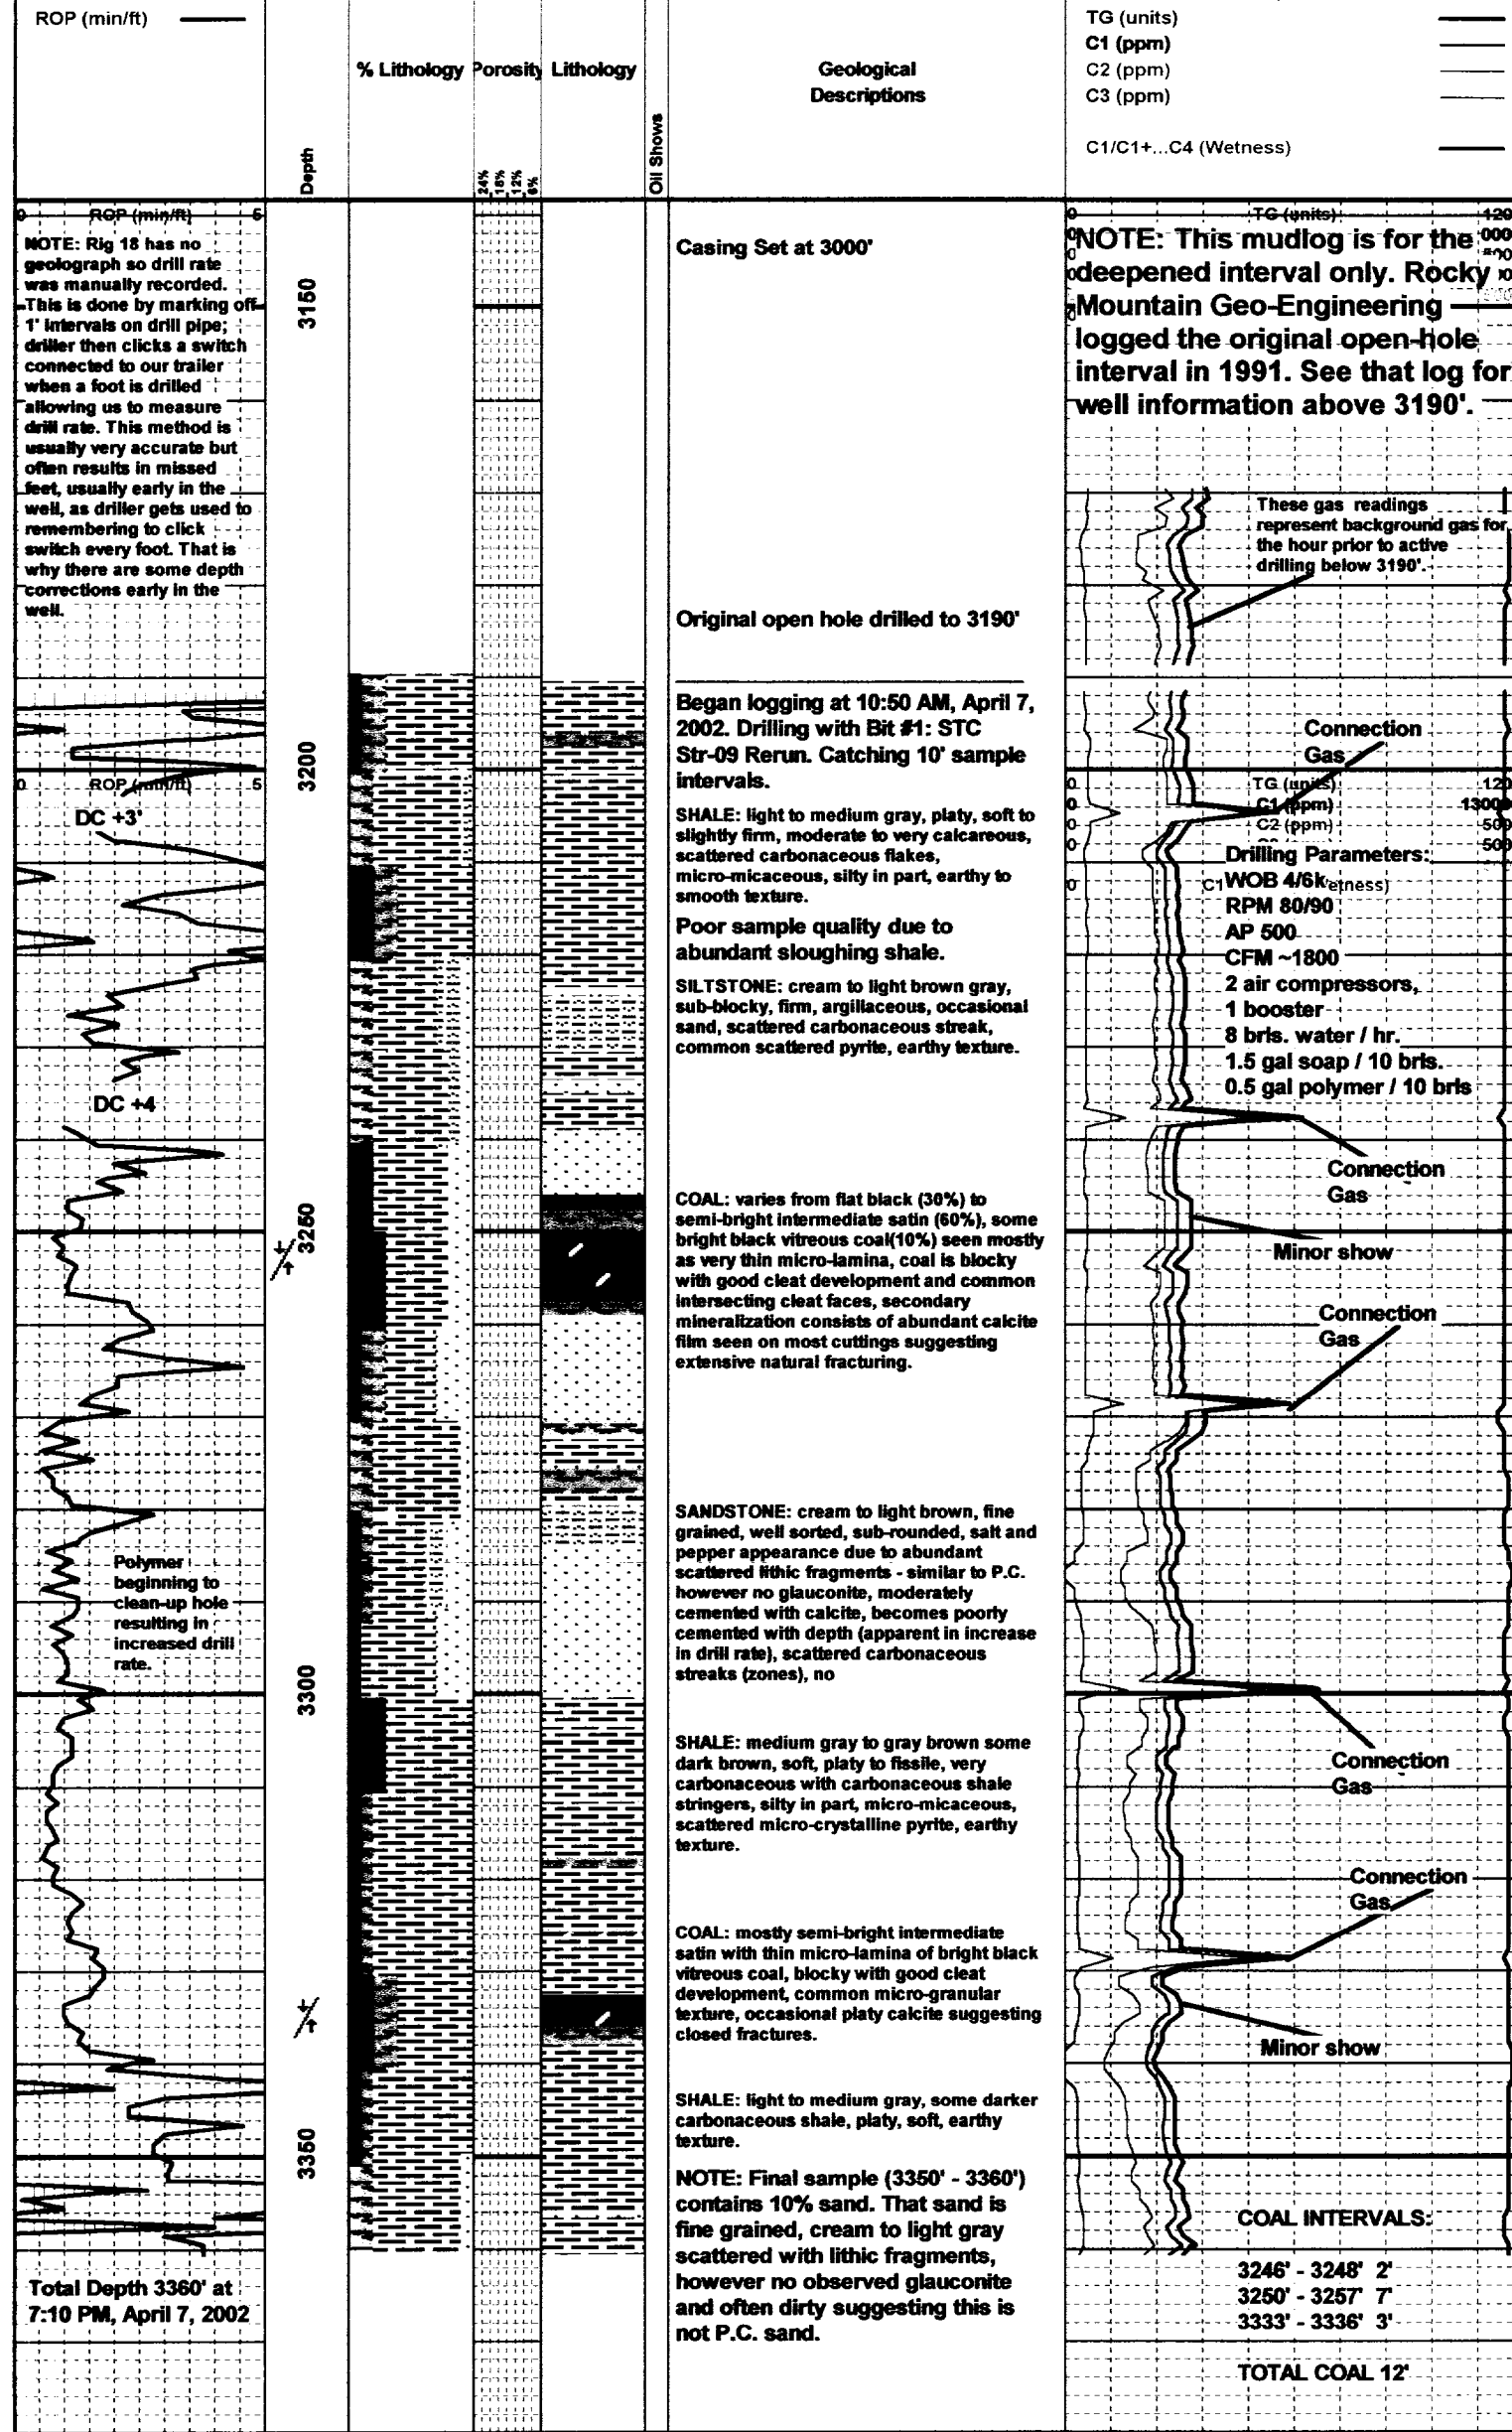 ROP (min/ft)
Depth
% Lithology
Porosity
24%
18%
12%
6%
Lithology
Oil Shows
Geological
Descriptions
TG (units)
C1 (ppm)
C2 (ppm)
C3 (ppm)
C1/C1+...C4 (Wetness)
0 ROP (min/ft) 5
NOTE: Rig 18 has no
geolograph so drill rate
was manually recorded.
This is done by marking off
1' intervals on drill pipe;
driller then clicks a switch
connected to our trailer
when a foot is drilled
allowing us to measure
drill rate. This method is
usually very accurate but
often results in missed
feet, usually early in the
well, as driller gets used to
remembering to click
switch every foot. That is
why there are some depth
corrections early in the
well.
0 ROP (min/ft) 5
DC +3'
DC +4
Polymer
beginning to
clean-up hole
resulting in
increased drill
rate.
Total Depth 3360' at
7:10 PM, April 7, 2002
3150
3200
3250
3300
3350
Casing Set at 3000'
Original open hole drilled to 3190'
Began logging at 10:50 AM, April 7,
2002. Drilling with Bit #1: STC
Str-09 Rerun. Catching 10' sample
intervals.
SHALE: light to medium gray, platy, soft to
slightly firm, moderate to very calcareous,
scattered carbonaceous flakes,
micro-micaceous, silty in part, earthy to
smooth texture.
Poor sample quality due to
abundant sloughing shale.
SILTSTONE: cream to light brown gray,
sub-blocky, firm, argillaceous, occasional
sand, scattered carbonaceous streak,
common scattered pyrite, earthy texture.
COAL: varies from flat black (30%) to
semi-bright intermediate satin (60%), some
bright black vitreous coal(10%) seen mostly
as very thin micro-lamina, coal is blocky
with good cleat development and common
intersecting cleat faces, secondary
mineralization consists of abundant calcite
film seen on most cuttings suggesting
extensive natural fracturing.
SANDSTONE: cream to light brown, fine
grained, well sorted, sub-rounded, salt and
pepper appearance due to abundant
scattered lithic fragments - similar to P.C.
however no glauconite, moderately
cemented with calcite, becomes poorly
cemented with depth (apparent in increase
in drill rate), scattered carbonaceous
streaks (zones), no
SHALE: medium gray to gray brown some
dark brown, soft, platy to fissile, very
carbonaceous with carbonaceous shale
stringers, silty in part, micro-micaceous,
scattered micro-crystalline pyrite, earthy
texture.
COAL: mostly semi-bright intermediate
satin with thin micro-lamina of bright black
vitreous coal, blocky with good cleat
development, common micro-granular
texture, occasional platy calcite suggesting
closed fractures.
SHALE: light to medium gray, some darker
carbonaceous shale, platy, soft, earthy
texture.
NOTE: Final sample (3350' - 3360')
contains 10% sand. That sand is
fine grained, cream to light gray
scattered with lithic fragments,
however no observed glauconite
and often dirty suggesting this is
not P.C. sand.
0 TG (units) 120
NOTE: This mudlog is for the
deepened interval only. Rocky
Mountain Geo-Engineering
logged the original open-hole
interval in 1991. See that log for
well information above 3190'.
These gas readings
represent background gas for
the hour prior to active
drilling below 3190'.
Connection
Gas
0 TG (units) 120
0 C1 (ppm) 13000
0 C2 (ppm) 500
0 500
Drilling Parameters:
WOB 4/6k
RPM 80/90
AP 500
CFM ~1800
2 air compressors,
1 booster
8 brls. water / hr.
1.5 gal soap / 10 brls.
0.5 gal polymer / 10 brls
Connection
Gas
Minor show
Connection
Gas
Connection
Gas
Connection
Gas
Minor show
COAL INTERVALS:
3246' - 3248' 2'
3250' - 3257' 7'
3333' - 3336' 3'
TOTAL COAL 12'